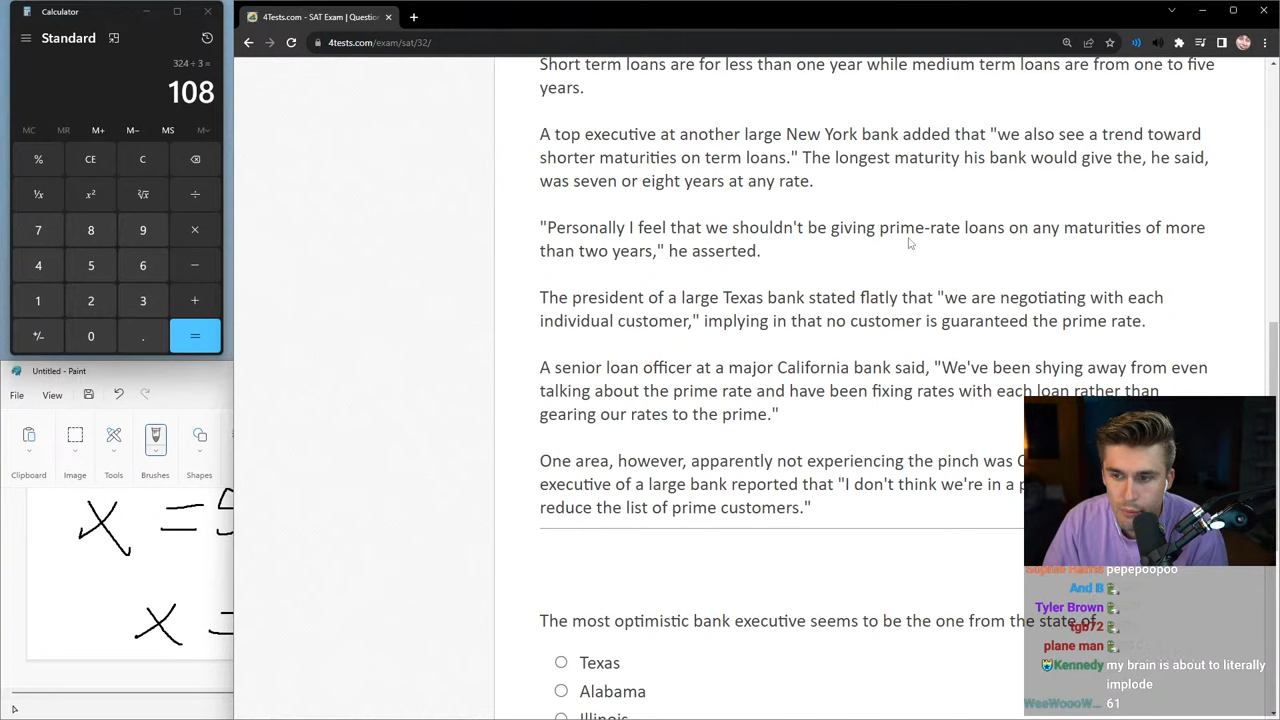 Calculator
Standard
324 ÷ 3 =
108
MC MR M+ M− MS M˅
% CE C
¹/x x² ²√x ÷
7 8 9 ×
4 5 6 −
1 2 3 +
+/− 0 . =
Untitled - Paint
File View
Clipboard Image Tools Brushes Shapes
x = 5
x =
4Tests.com - SAT Exam | Questio
4tests.com/exam/sat/32/
Short term loans are for less than one year while medium term loans are from one to five
years.
A top executive at another large New York bank added that "we also see a trend toward
shorter maturities on term loans." The longest maturity his bank would give the, he said,
was seven or eight years at any rate.
"Personally I feel that we shouldn't be giving prime-rate loans on any maturities of more
than two years," he asserted.
The president of a large Texas bank stated flatly that "we are negotiating with each
individual customer," implying in that no customer is guaranteed the prime rate.
A senior loan officer at a major California bank said, "We've been shying away from even
talking about the prime rate and have been fixing rates with each loan rather than
gearing our rates to the prime."
One area, however, apparently not experiencing the pinch was
executive of a large bank reported that "I don't think we're in a
reduce the list of prime customers."
The most optimistic bank executive seems to be the one from the state of
Texas
Alabama
Illinois
pepepoopoo
And B
Tyler Brown
tgb72
plane man
Kennedy my brain is about to literally
implode
WeeWoooW... 61